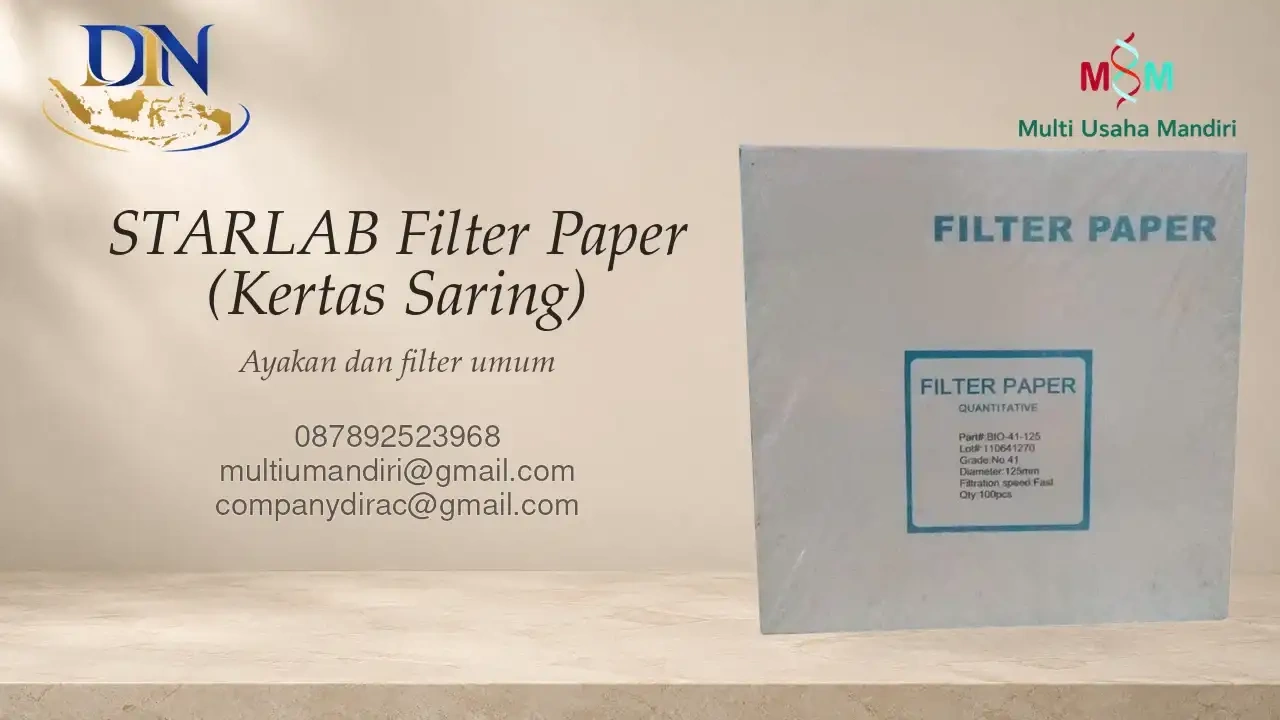 DN
MSM
Multi Usaha Mandiri
STARLAB Filter Paper
(Kertas Saring)
Ayakan dan filter umum
087892523968
multiumandiri@gmail.com
companydirac@gmail.com
FILTER PAPER
FILTER PAPER
QUANTITATIVE
Part#:BIO-41-125
Lot#:110641270
Grade:No.41
Diameter:125mm
Filtration speed:Fast
Qty:100pcs